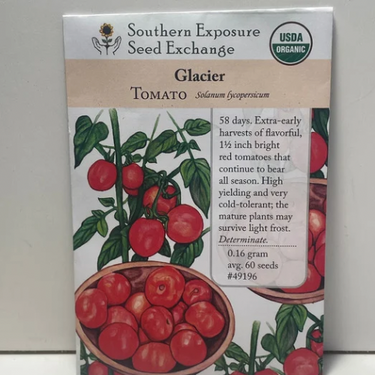 Southern Exposure
Seed Exchange
USDA
ORGANIC
Glacier
TOMATO Solanum lycopersicum
58 days. Extra-early
harvests of flavorful,
1½ inch bright
red tomatoes that
continue to bear
all season. High
yielding and very
cold-tolerant; the
mature plants may
survive light frost.
Determinate.
0.16 gram
avg. 60 seeds
#49196